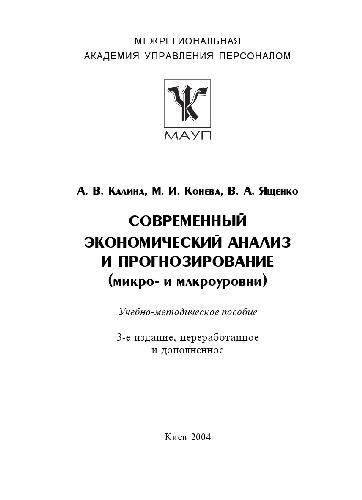 МЕЖРЕГИОНАЛЬНАЯ
АКАДЕМИЯ УПРАВЛЕНИЯ ПЕРСОНАЛОМ
МАУП
А. В. Калина, М. И. Конева, В. А. Ященко
СОВРЕМЕННЫЙ
ЭКОНОМИЧЕСКИЙ АНАЛИЗ
И ПРОГНОЗИРОВАНИЕ
(микро- и макроуровни)
Учебно-методическое пособие
3-е издание, переработанное
и дополненное
Киев 2004